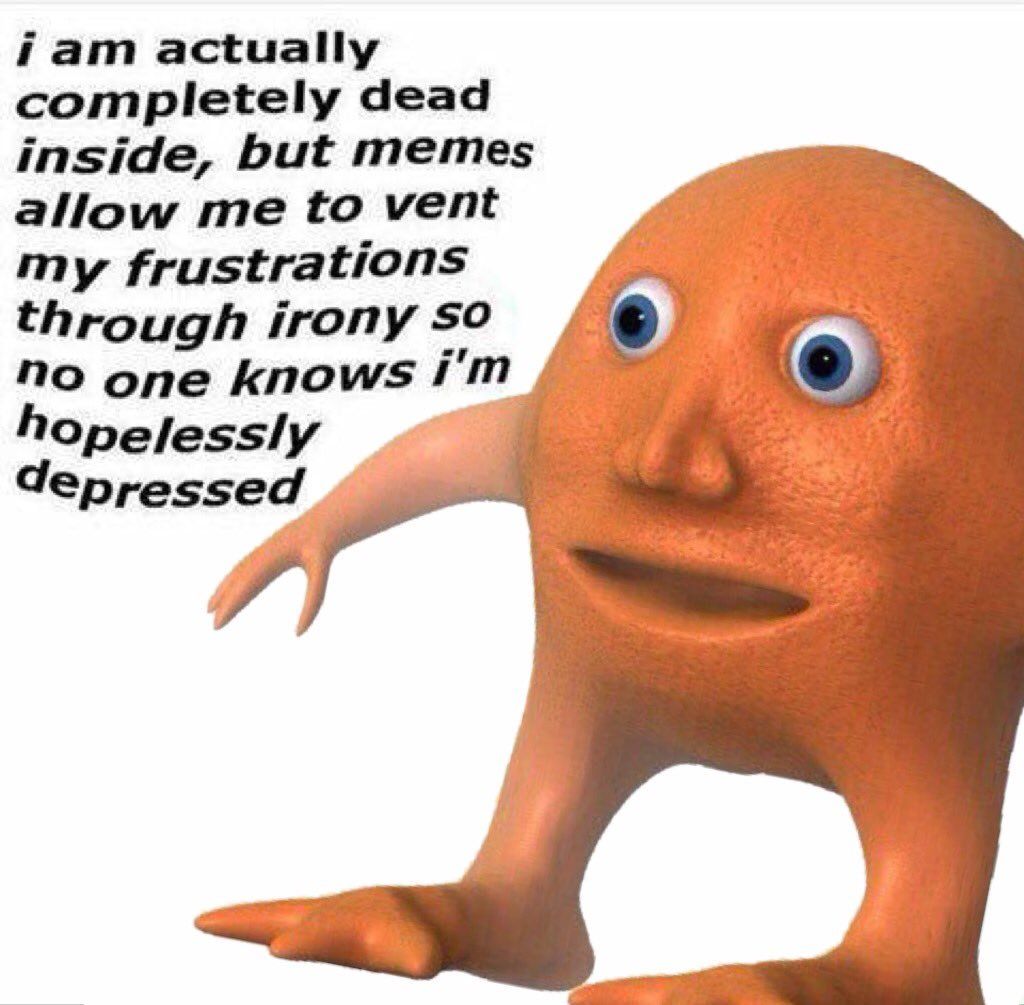 i am actually
completely dead
inside, but memes
allow me to vent
my frustrations
through irony so
no one knows i'm
hopelessly
depressed